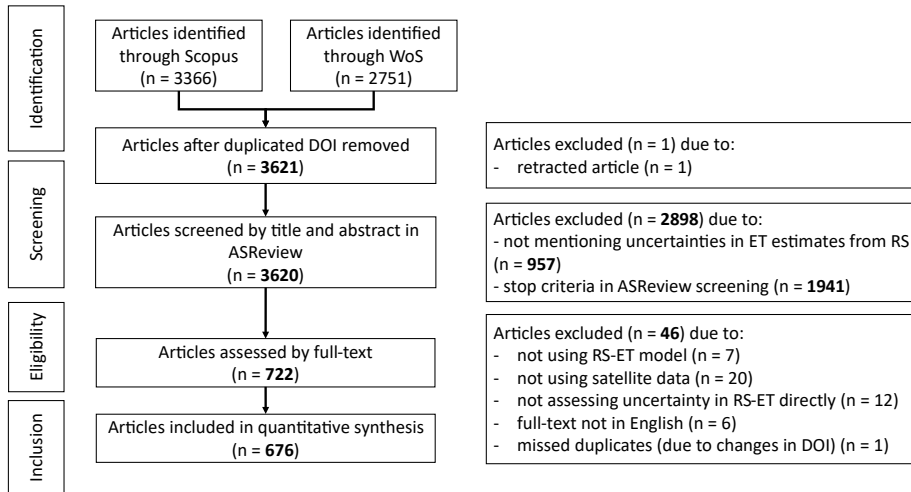 Identification
Articles identified
through Scopus
(n = 3366)
Articles identified
through WoS
(n = 2751)
Articles after duplicated DOI removed
(n = 3621)
Articles excluded (n = 1) due to:
- retracted article (n = 1)
Screening
Articles screened by title and abstract in
ASReview
(n = 3620)
Articles excluded (n = 2898) due to:
- not mentioning uncertainties in ET estimates from RS
(n = 957)
- stop criteria in ASReview screening (n = 1941)
Eligibility
Articles assessed by full-text
(n = 722)
Articles excluded (n = 46) due to:
- not using RS-ET model (n = 7)
- not using satellite data (n = 20)
- not assessing uncertainty in RS-ET directly (n = 12)
- full-text not in English (n = 6)
- missed duplicates (due to changes in DOI) (n = 1)
Inclusion
Articles included in quantitative synthesis
(n = 676)